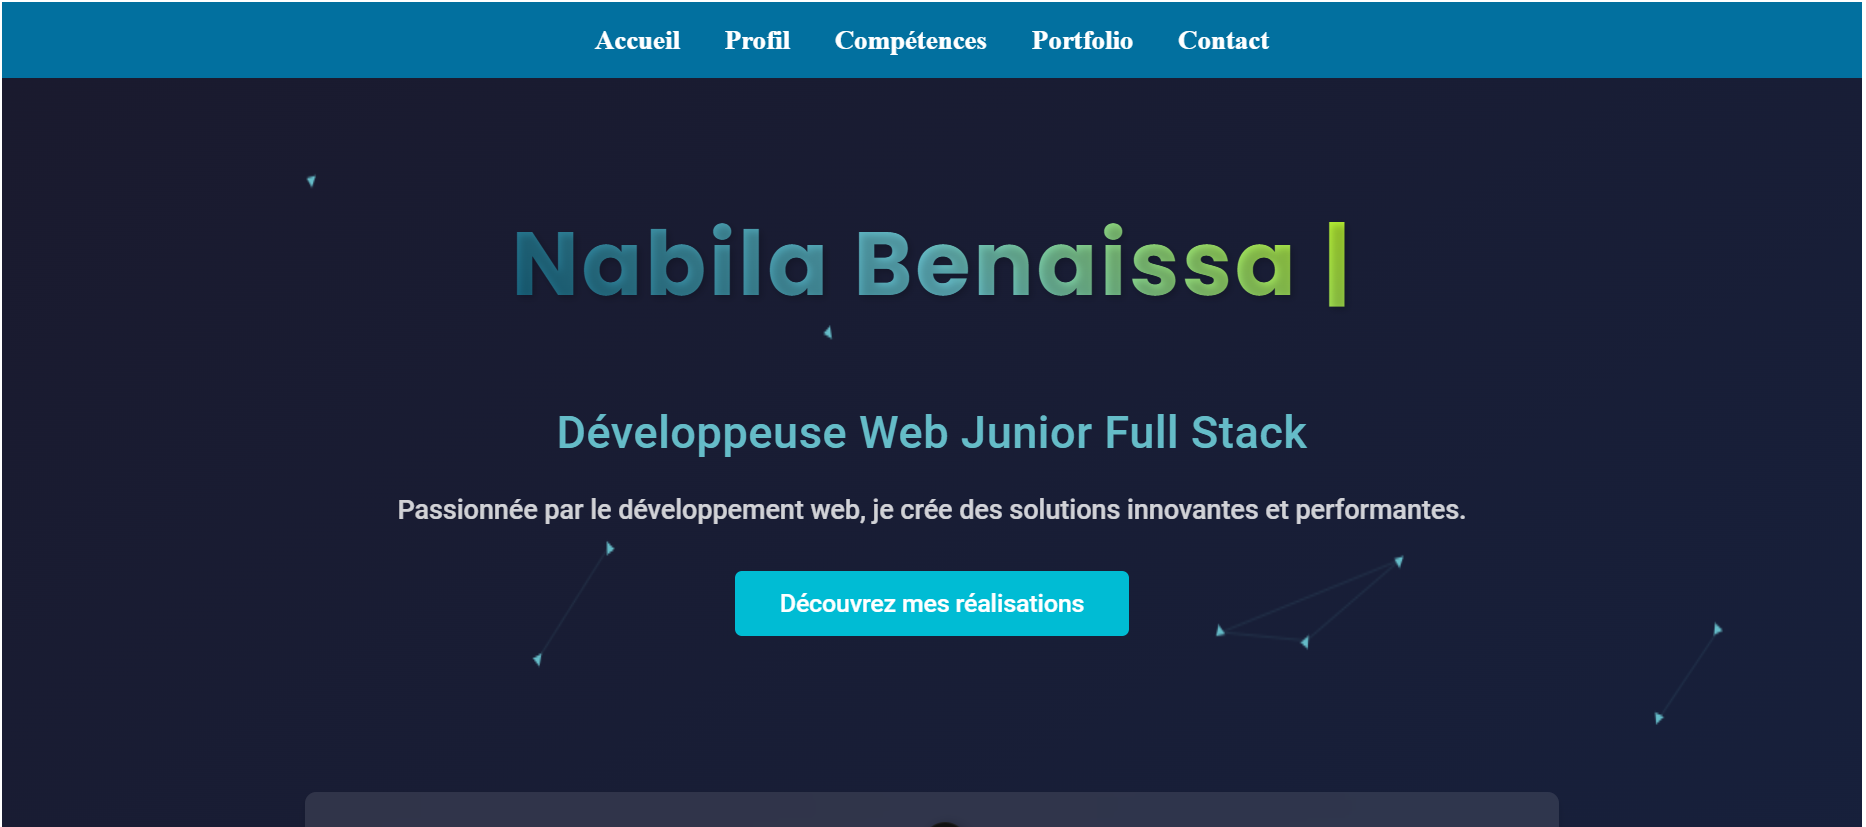 Accueil Profil Compétences Portfolio Contact
Nabila Benaissa |
Développeuse Web Junior Full Stack
Passionnée par le développement web, je crée des solutions innovantes et performantes.
Découvrez mes réalisations